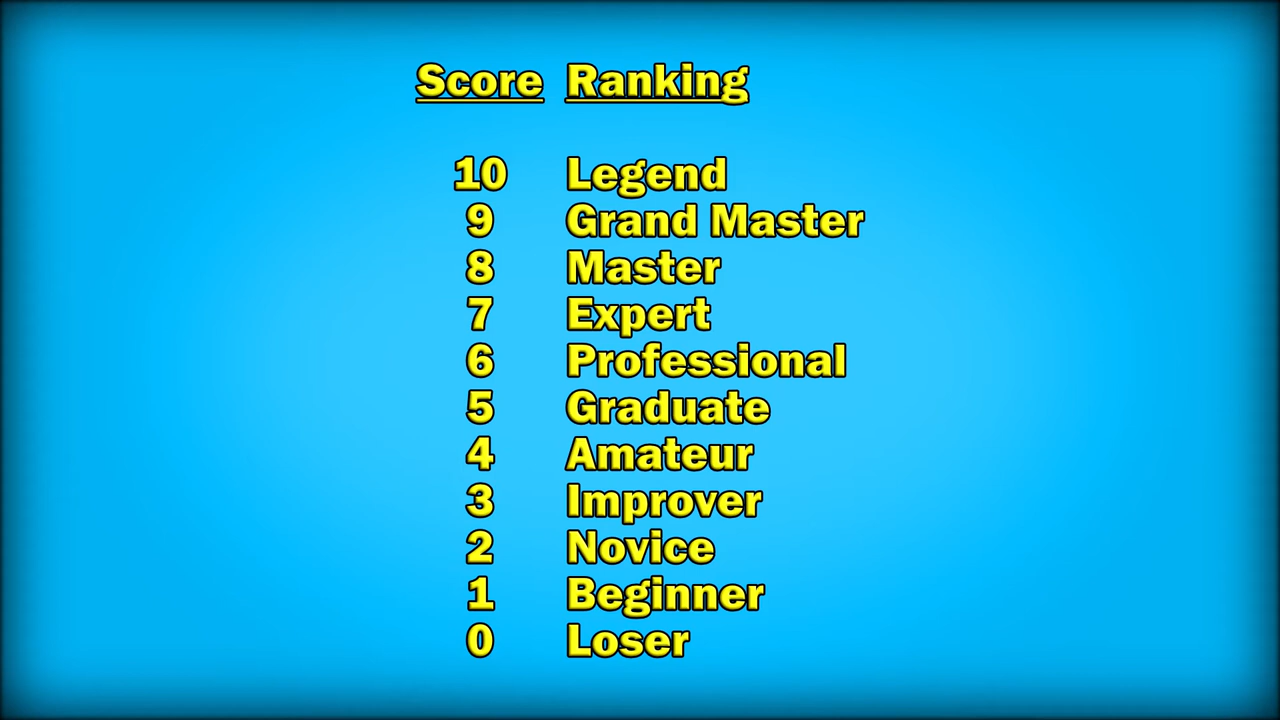 Score Ranking
10 Legend
9 Grand Master
8 Master
7 Expert
6 Professional
5 Graduate
4 Amateur
3 Improver
2 Novice
1 Beginner
0 Loser